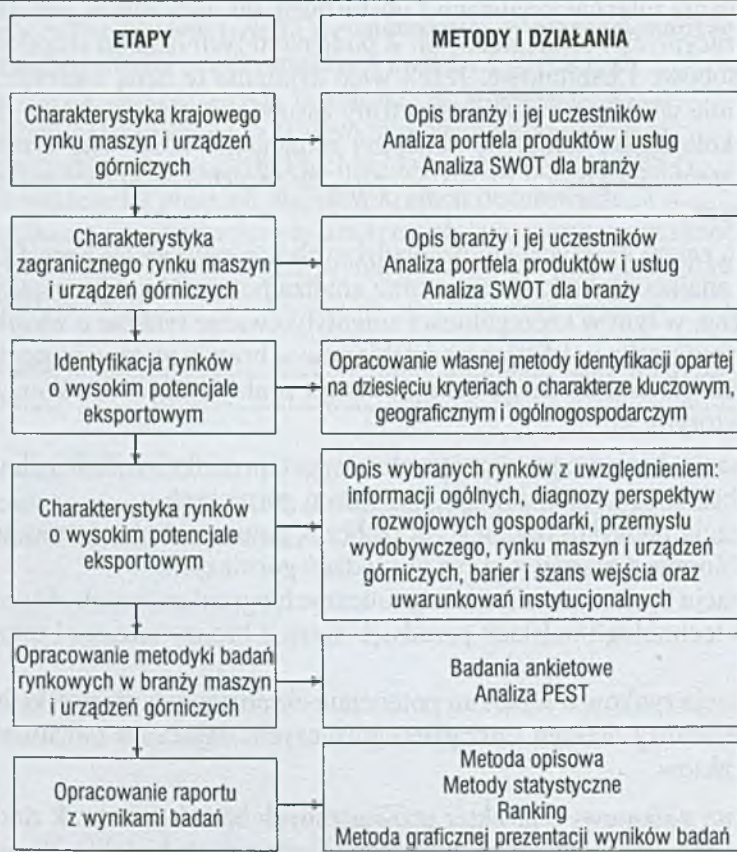 ETAPY
METODY I DZIAŁANIA
Charakterystyka krajowego
rynku maszyn i urządzeń
górniczych
Opis branży i jej uczestników
Analiza portfela produktów i usług
Analiza SWOT dla branży
Charakterystyka
zagranicznego rynku maszyn
i urządzeń górniczych
Opis branży i jej uczestników
Analiza portfela produktów i usług
Analiza SWOT dla branży
Identyfikacja rynków
o wysokim potencjale
eksportowym
Opracowanie własnej metody identyfikacji opartej
na dziesięciu kryteriach o charakterze kluczowym,
geograficznym i ogólnogospodarczym
Charakterystyka rynków
o wysokim potencjale
eksportowym
Opis wybranych rynków z uwzględnieniem:
informacji ogólnych, diagnozy perspektyw
rozwojowych gospodarki, przemysłu
wydobywczego, rynku maszyn i urządzeń
górniczych, barier i szans wejścia oraz
uwarunkowań instytucjonalnych
Opracowanie metodyki badań
rynkowych w branży maszyn
i urządzeń górniczych
Badania ankietowe
Analiza PEST
Opracowanie raportu
z wynikami badań
Metoda opisowa
Metody statystyczne
Ranking
Metoda graficznej prezentacji wyników badań